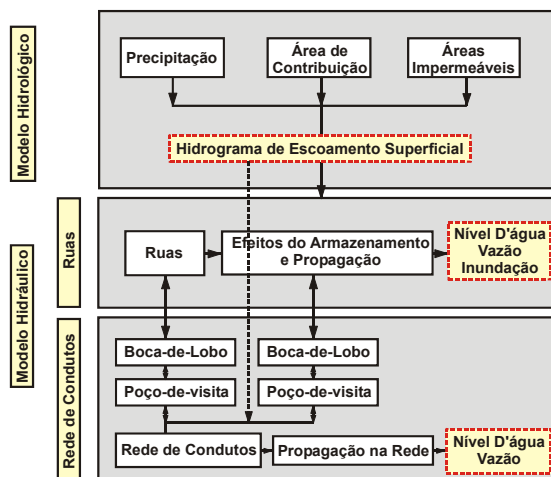 Modelo Hidrológico
Precipitação
Área de
Contribuição
Áreas
Impermeáveis
Hidrograma de Escoamento Superficial
Modelo Hidráulico
Ruas
Ruas
Efeitos do Armazenamento
e Propagação
Nível D'água
Vazão
Inundação
Rede de Condutos
Boca-de-Lobo
Boca-de-Lobo
Poço-de-visita
Poço-de-visita
Rede de Condutos
Propagação na Rede
Nível D'água
Vazão